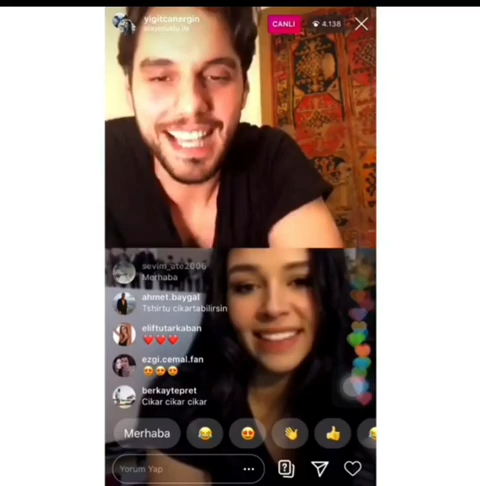 yigitcanergin
CANLI
4.138
sevim_ate2006
Merhaba
ahmet.baygal
Tshirtu cikartabilirsin
eliftutarkaban
❤️❤️❤️
ezgi.cemal.fan
😍😍😍
berkaytepret
Cikar cikar cikar
Merhaba
Yorum Yap